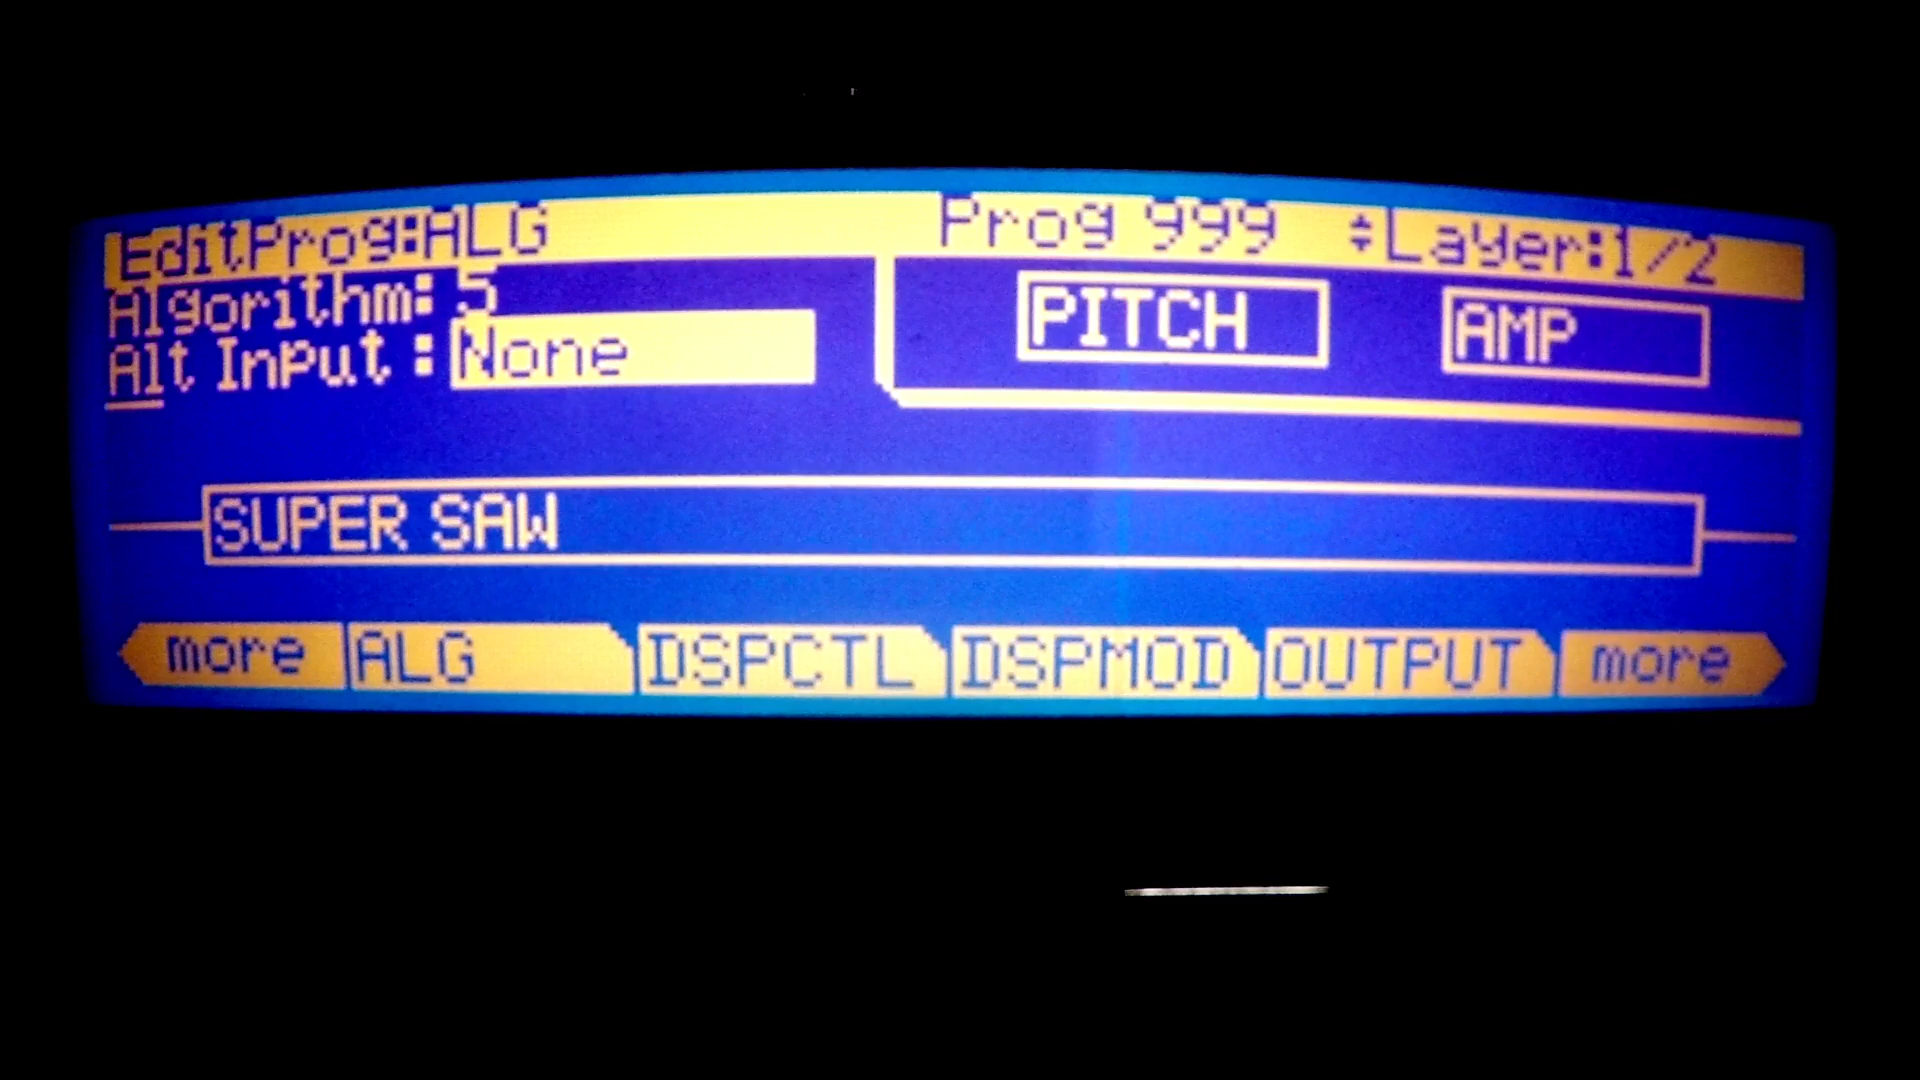 EditProg:ALG Prog 999 Layer:1/2
Algorithm: 5 PITCH AMP
Alt Input : None
SUPER SAW
more ALG DSPCTL DSPMOD OUTPUT more